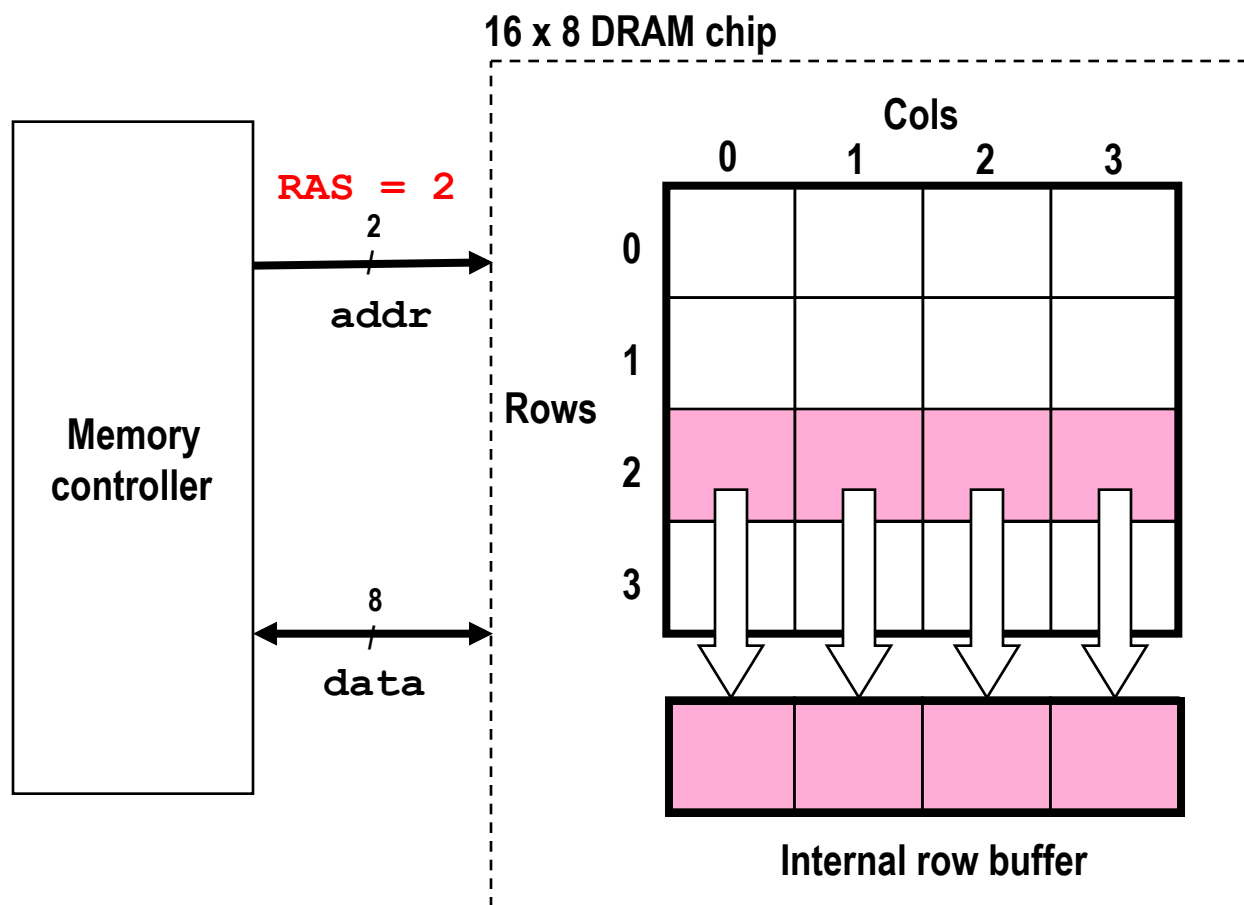 16 x 8 DRAM chip
Cols
0 1 2 3
RAS = 2
2
addr
0
1
Rows
2
3
Memory
controller
8
data
Internal row buffer